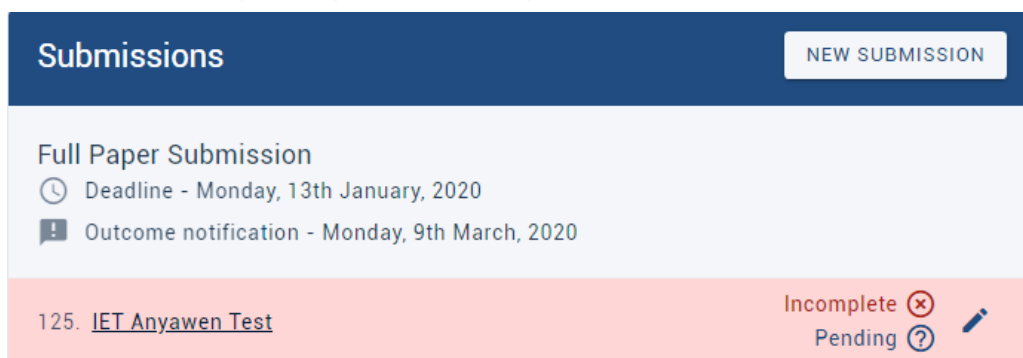 Submissions
NEW SUBMISSION
Full Paper Submission
Deadline - Monday, 13th January, 2020
Outcome notification - Monday, 9th March, 2020
125. IET Anyawen Test
Incomplete
Pending